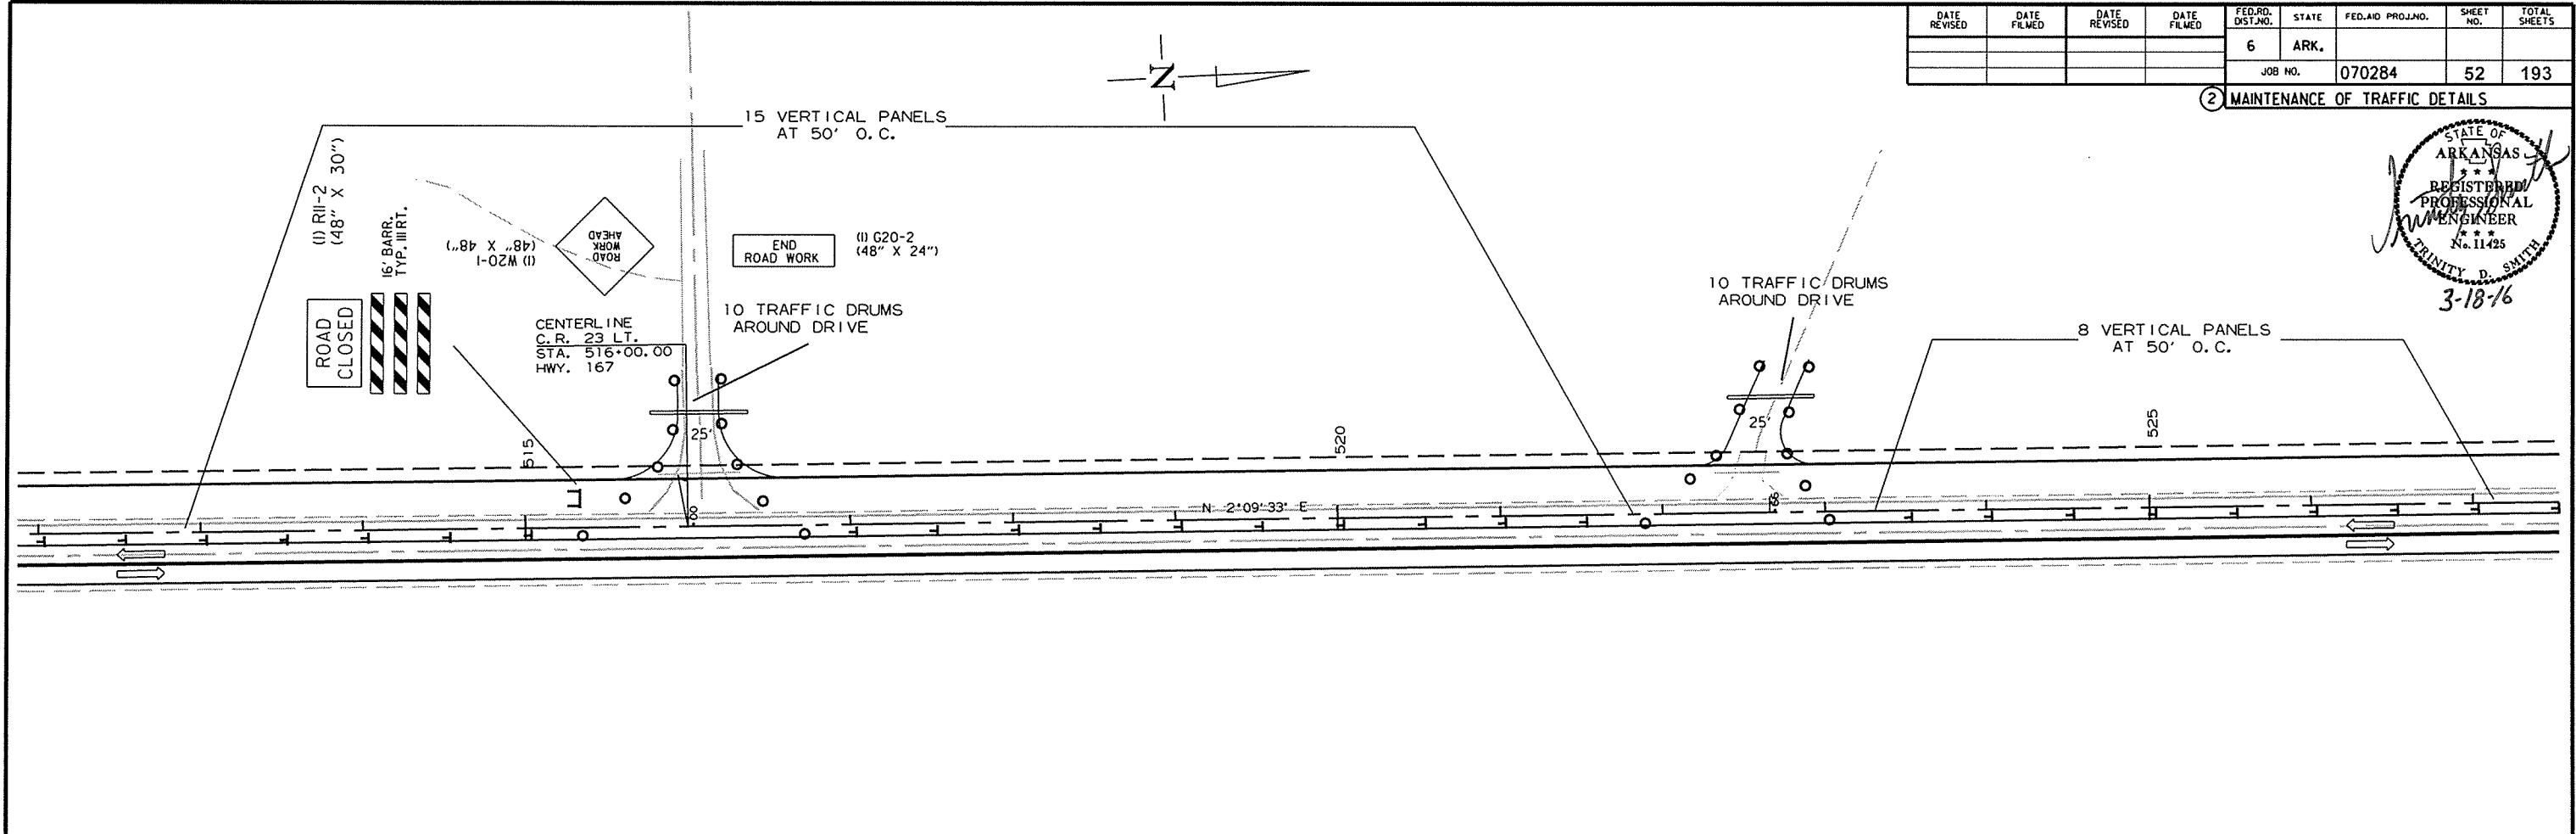 DATE REVISED
DATE FILMED
DATE REVISED
DATE FILMED
FED.RD. DIST.NO.
STATE
FED.AID PROJ.NO.
SHEET NO.
TOTAL SHEETS
6
ARK.
JOB NO.
070284
52
193
2
MAINTENANCE OF TRAFFIC DETAILS
STATE OF
ARKANSAS
★ ★ ★
REGISTERED
PROFESSIONAL
ENGINEER
★ ★ ★
No. 11425
TRINITY D. SMITH
3-18-16
N
15 VERTICAL PANELS
AT 50' O.C.
(1) R11-2
(48" X 30")
16' BARR.
TYP. III RT.
ROAD
CLOSED
(1) W20-1
(48" X 48")
ROAD
WORK
AHEAD
END
ROAD WORK
(1) G20-2
(48" X 24")
CENTERLINE
C.R. 23 LT.
STA. 516+00.00
HWY. 167
10 TRAFFIC DRUMS
AROUND DRIVE
10 TRAFFIC DRUMS
AROUND DRIVE
8 VERTICAL PANELS
AT 50' O.C.
25'
25'
515
520
525
N 2°09'33" E